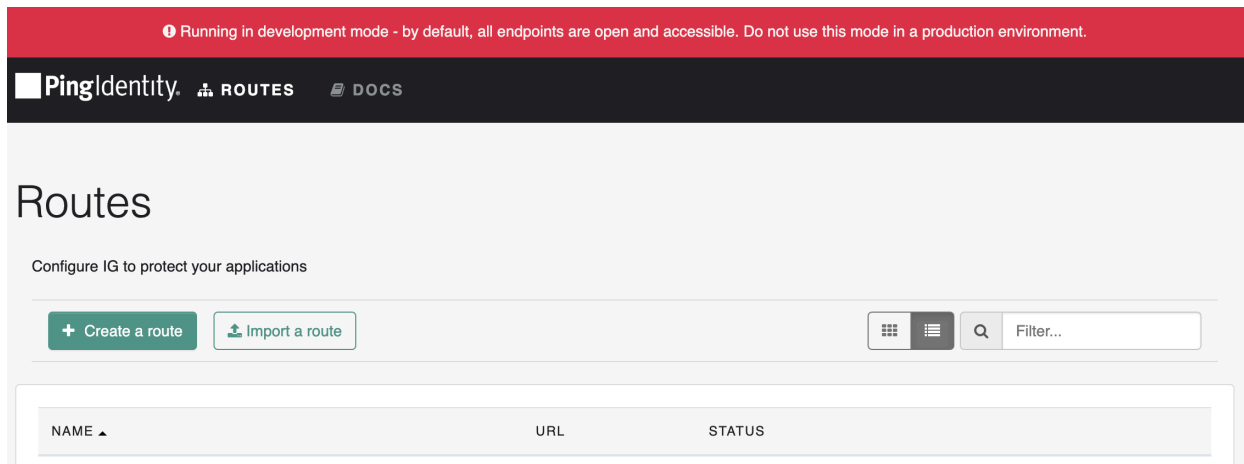 Running in development mode - by default, all endpoints are open and accessible. Do not use this mode in a production environment.
PingIdentity. ROUTES DOCS
Routes
Configure IG to protect your applications
+ Create a route Import a route Filter...
NAME URL STATUS